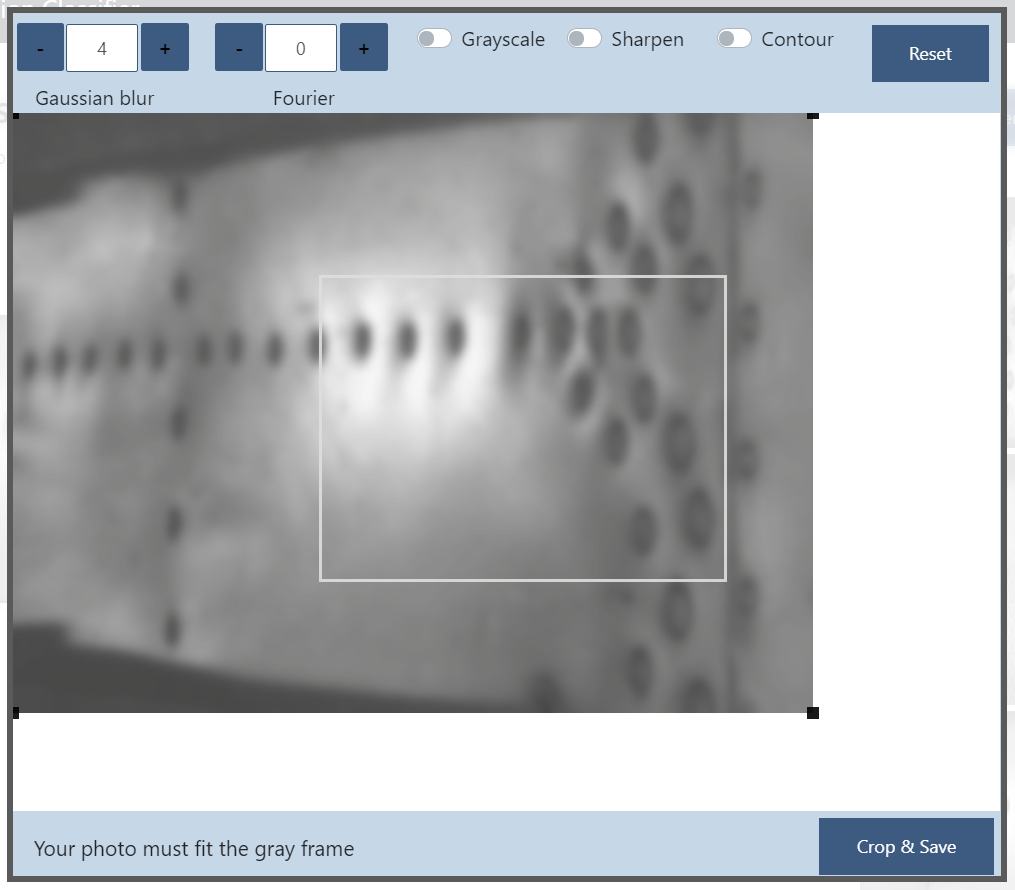 - 4 + - 0 + Grayscale Sharpen Contour Reset
Gaussian blur Fourier
Your photo must fit the gray frame Crop & Save